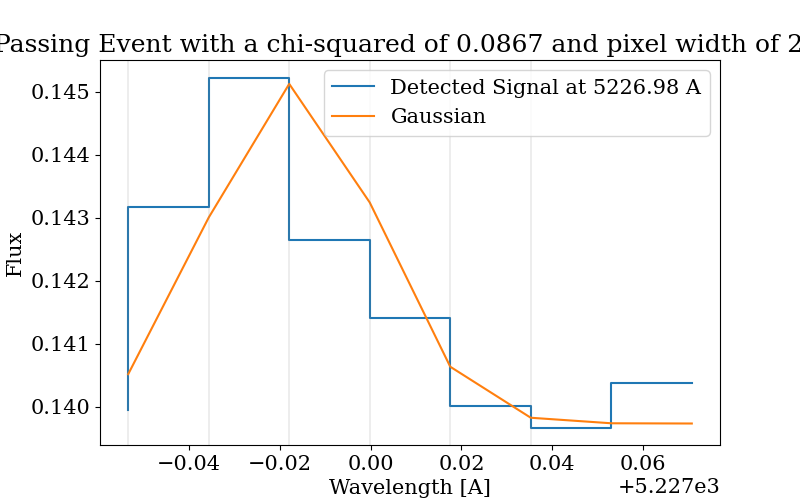 Passing Event with a chi-squared of 0.0867 and pixel width of 2
Detected Signal at 5226.98 A
Gaussian
0.145
0.144
0.143
0.142
0.141
0.140
Flux
−0.04 −0.02 0.00 0.02 0.04 0.06
+5.227e3
Wavelength [A]